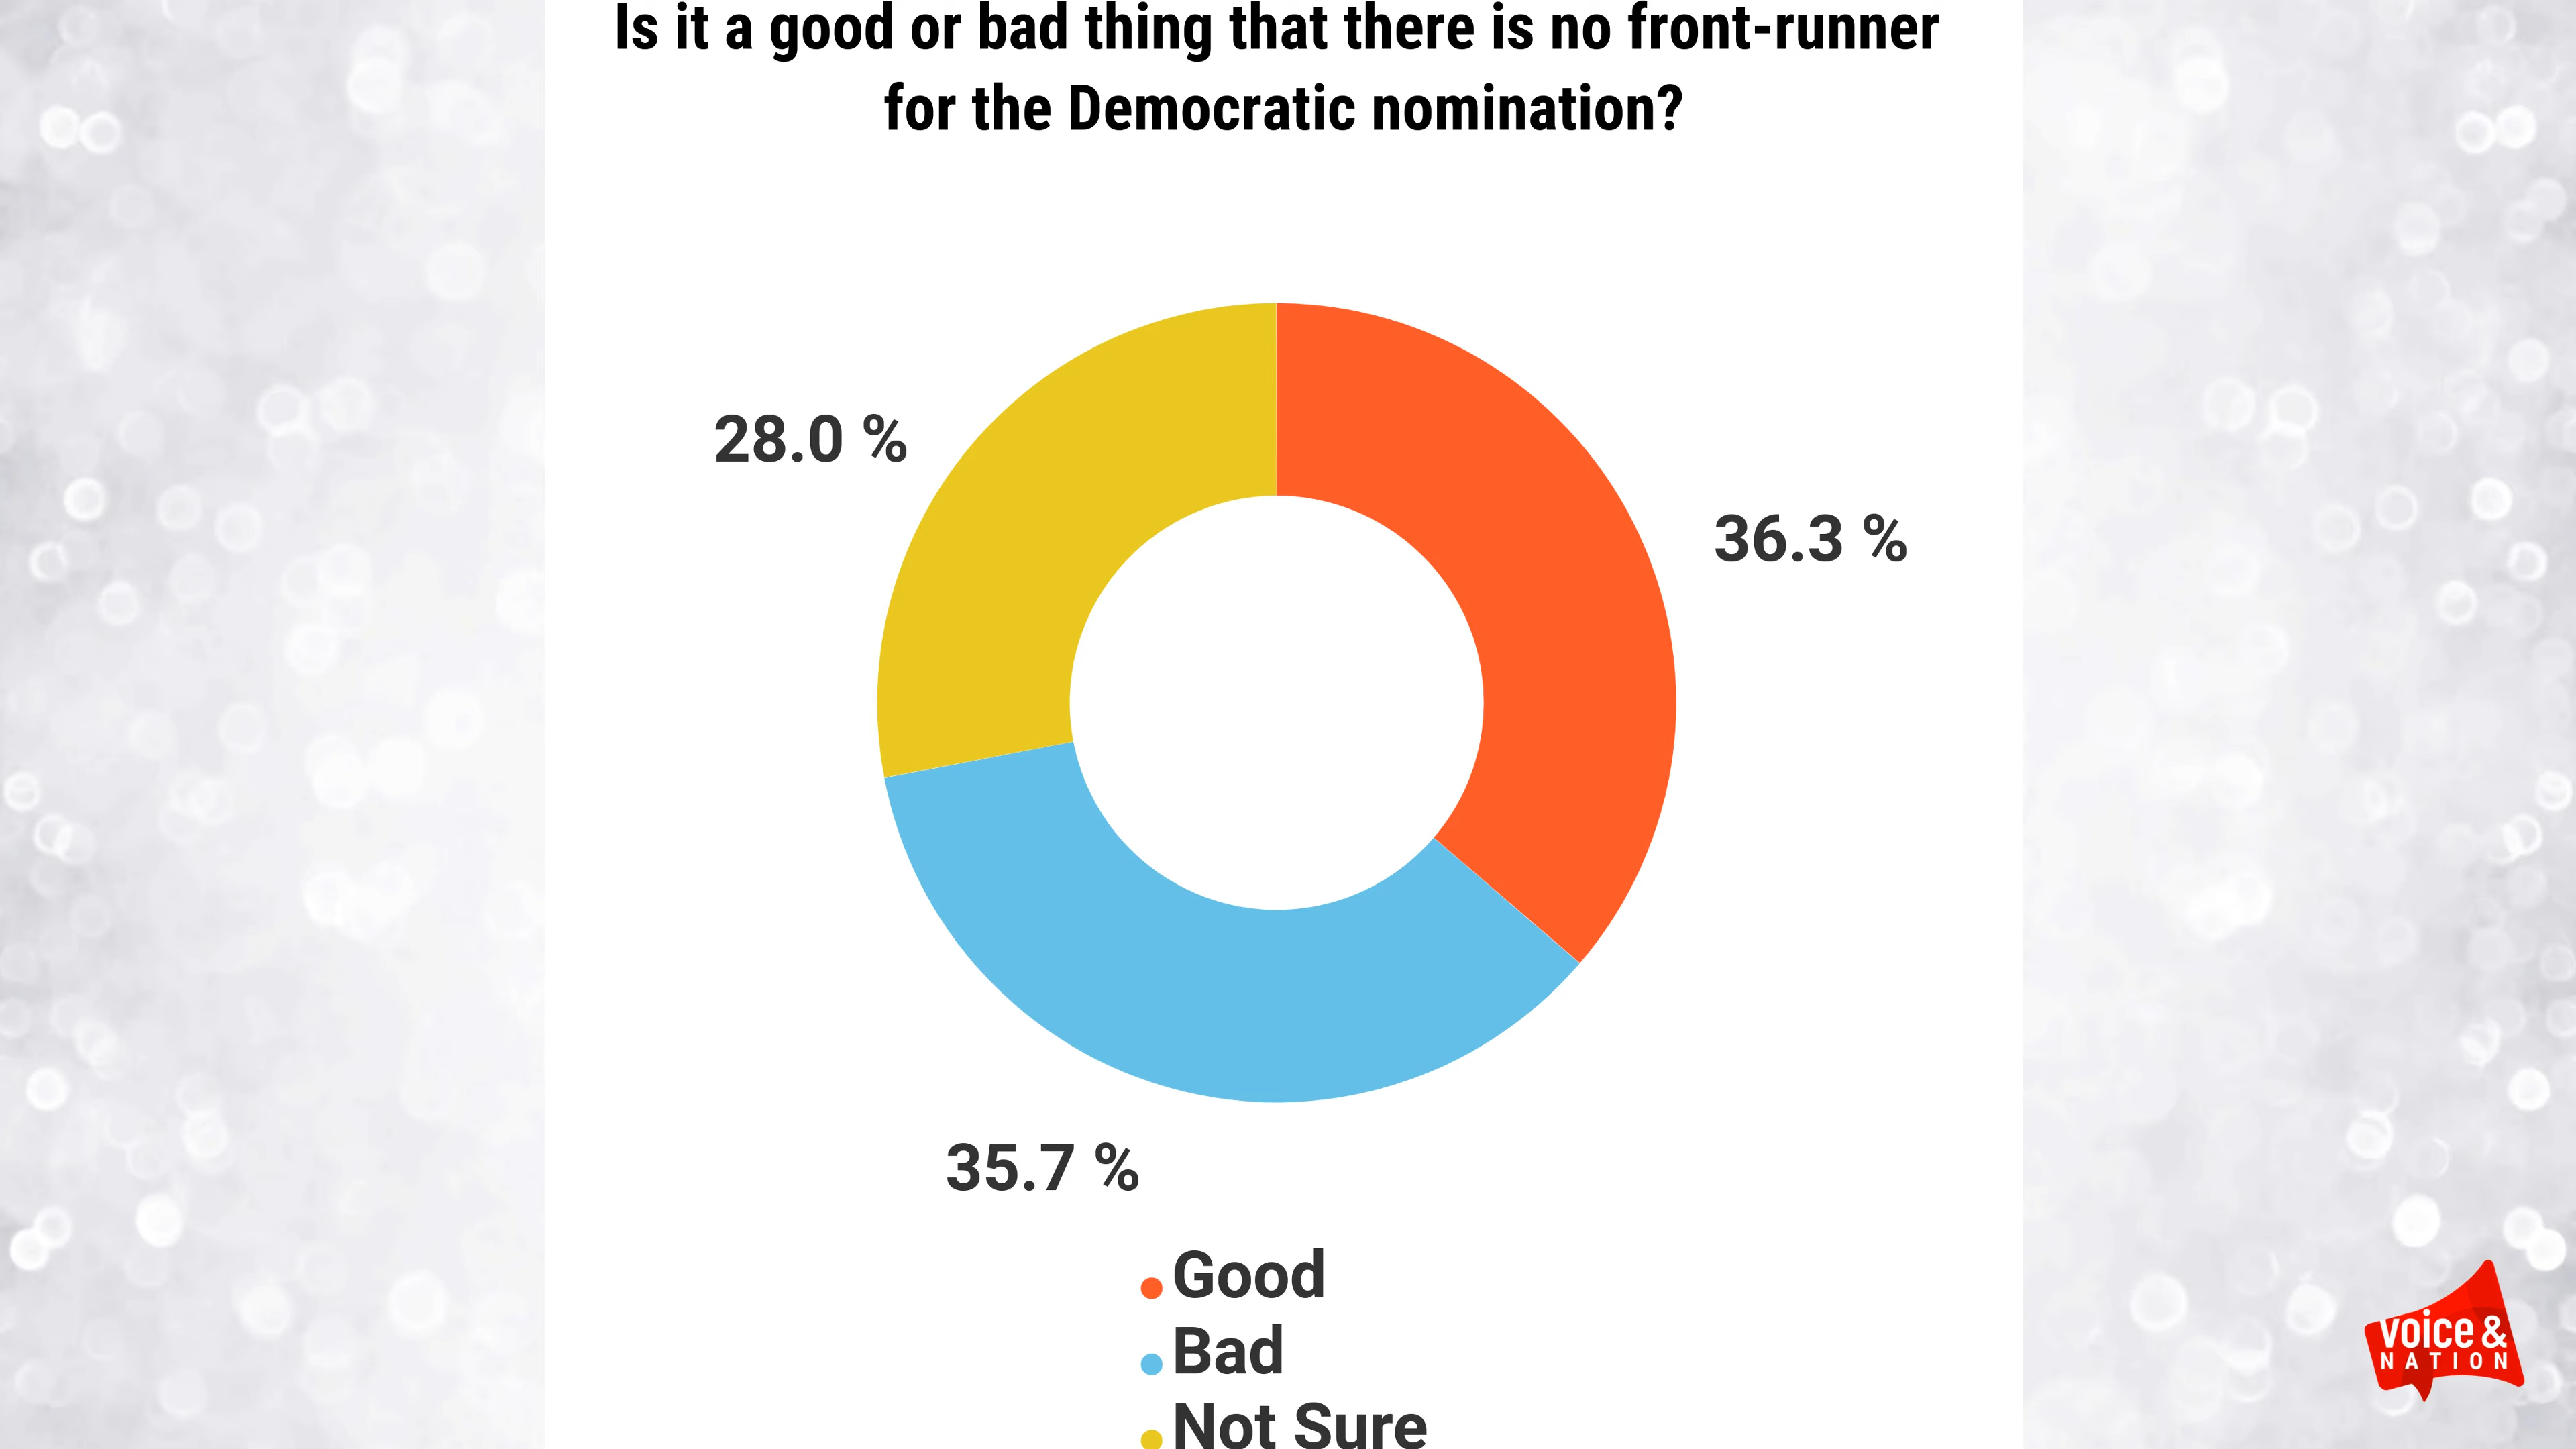 Is it a good or bad thing that there is no front-runner
for the Democratic nomination?
28.0 %
36.3 %
35.7 %
Good
Bad
Not Sure
voice &
NATION